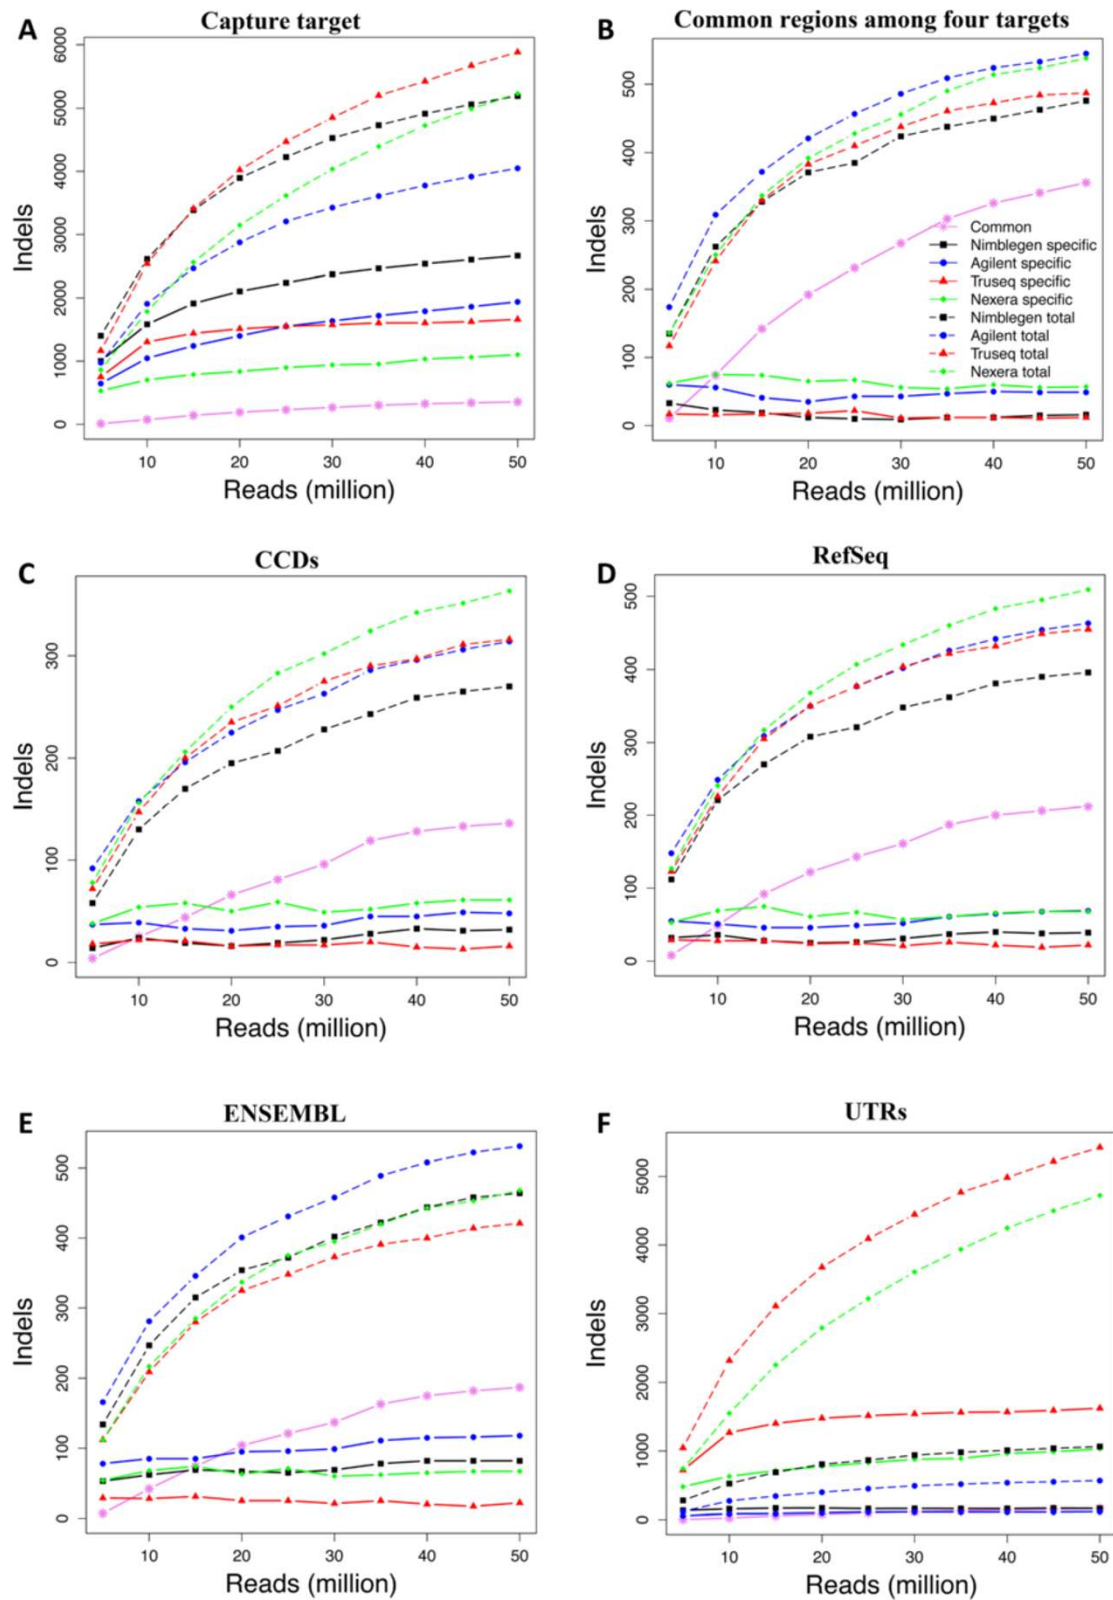 A
Capture target
Indels
6000
5000
4000
3000
2000
1000
0
10 20 30 40 50
Reads (million)
B
Common regions among four targets
Indels
500
400
300
200
100
0
Common
Nimblegen specific
Agilent specific
Truseq specific
Nexera specific
Nimblegen total
Agilent total
Truseq total
Nexera total
10 20 30 40 50
Reads (million)
C
CCDs
Indels
300
200
100
0
10 20 30 40 50
Reads (million)
D
RefSeq
Indels
500
400
300
200
100
0
10 20 30 40 50
Reads (million)
E
ENSEMBL
Indels
500
400
300
200
100
0
10 20 30 40 50
Reads (million)
F
UTRs
Indels
5000
4000
3000
2000
1000
0
10 20 30 40 50
Reads (million)